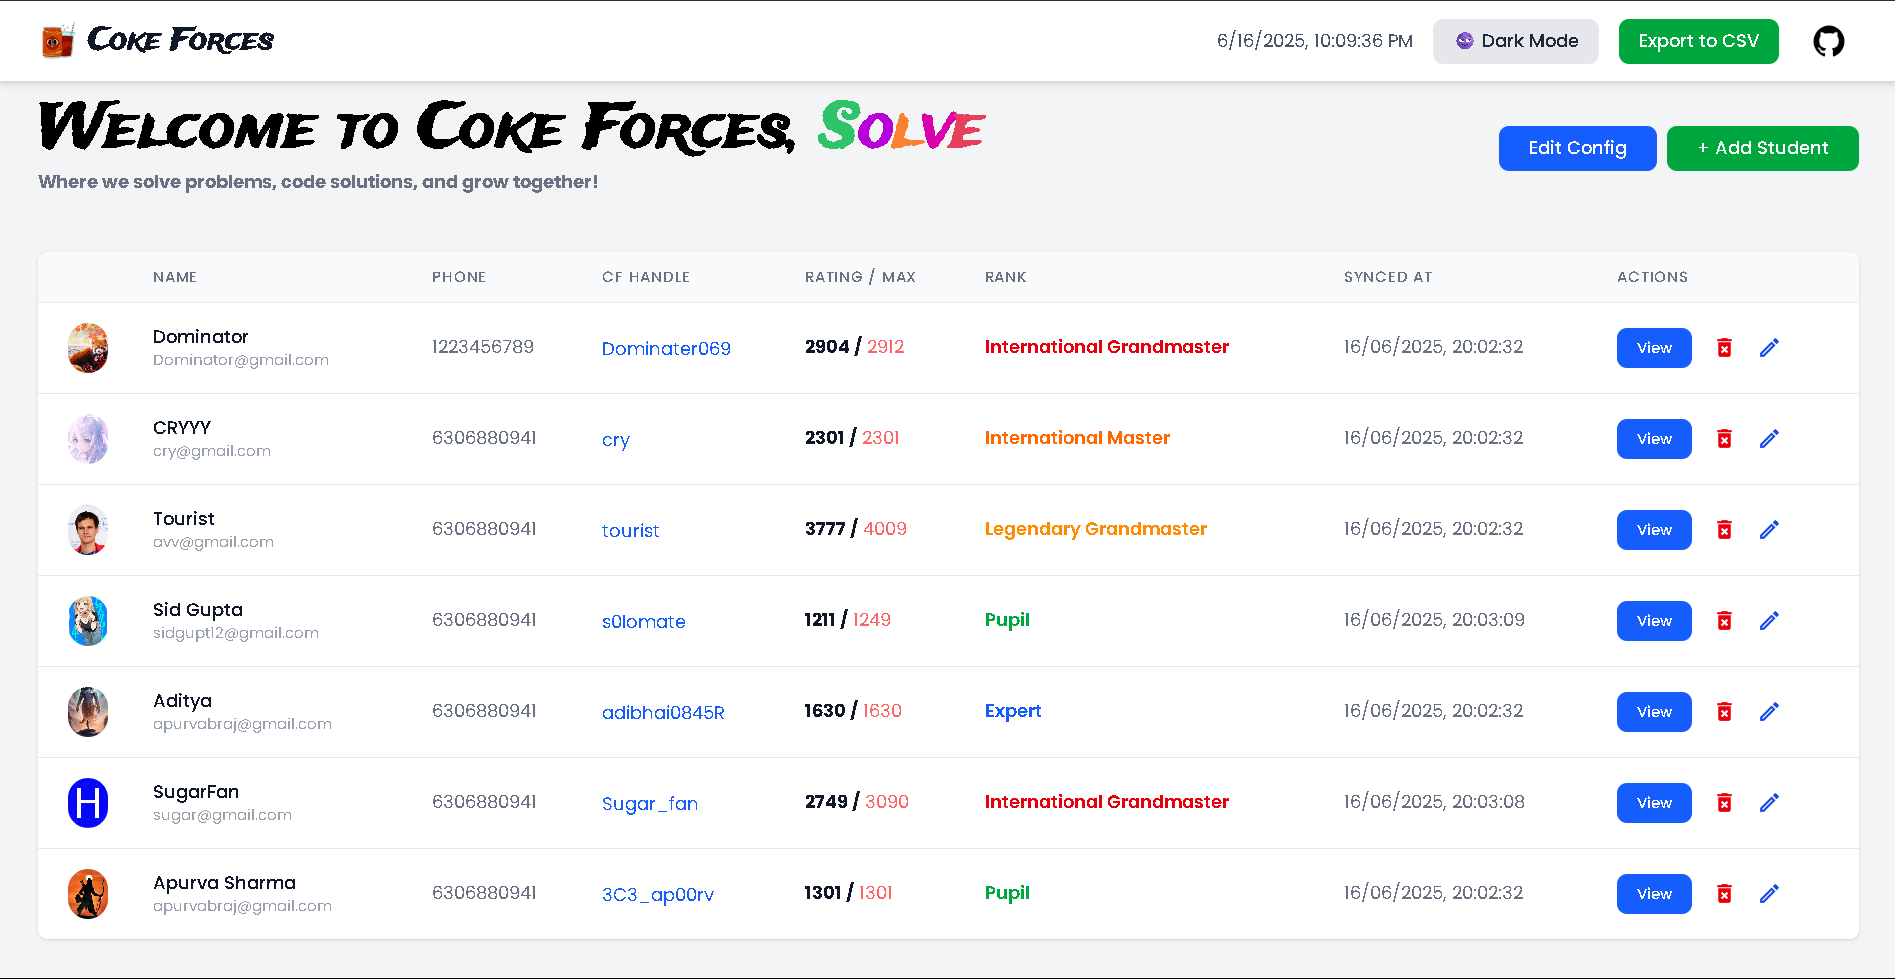 Coke Forces
6/16/2025, 10:09:36 PM
Dark Mode
Export to CSV
Welcome to Coke Forces, Solve
Where we solve problems, code solutions, and grow together!
Edit Config
+ Add Student
NAME PHONE CF HANDLE RATING / MAX RANK SYNCED AT ACTIONS
Dominator
Dominator@gmail.com
1223456789 Dominater069 2904 / 2912 International Grandmaster 16/06/2025, 20:02:32 View
CRYYY
cry@gmail.com
6306880941 cry 2301 / 2301 International Master 16/06/2025, 20:02:32 View
Tourist
avv@gmail.com
6306880941 tourist 3777 / 4009 Legendary Grandmaster 16/06/2025, 20:02:32 View
Sid Gupta
sidgupt12@gmail.com
6306880941 s0lomate 1211 / 1249 Pupil 16/06/2025, 20:03:09 View
Aditya
apurvabraj@gmail.com
6306880941 adibhai0845R 1630 / 1630 Expert 16/06/2025, 20:02:32 View
H
SugarFan
sugar@gmail.com
6306880941 Sugar_fan 2749 / 3090 International Grandmaster 16/06/2025, 20:03:08 View
Apurva Sharma
apurvabraj@gmail.com
6306880941 3C3_ap00rv 1301 / 1301 Pupil 16/06/2025, 20:02:32 View